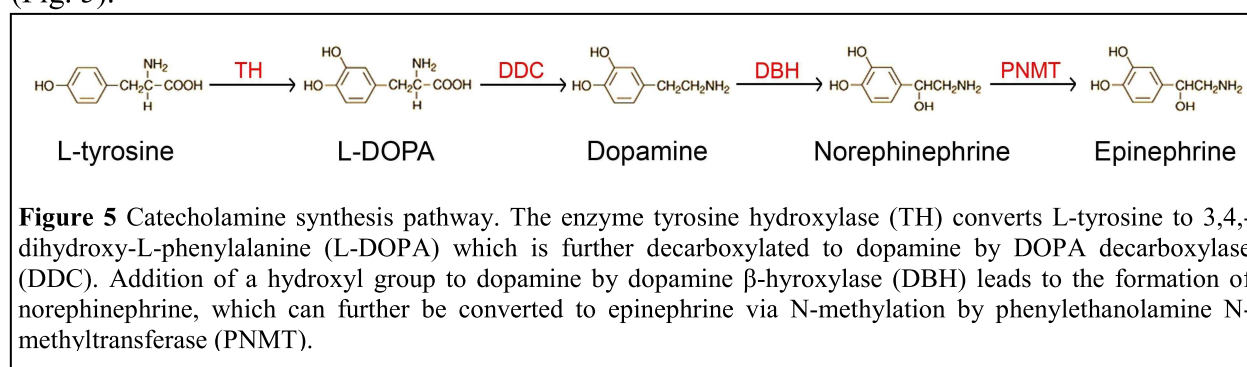 (Fig. 5).
HO NH₂ CH₂C COOH H TH HO HO NH₂ CH₂C COOH H DDC HO HO CH₂CH₂NH₂ DBH HO HO CHCH₂NH₂ OH PNMT HO HO CHCH₂NH₂ OH
L-tyrosine L-DOPA Dopamine Norephinephrine Epinephrine
Figure 5 Catecholamine synthesis pathway. The enzyme tyrosine hydroxylase (TH) converts L-tyrosine to 3,4,-
dihydroxy-L-phenylalanine (L-DOPA) which is further decarboxylated to dopamine by DOPA decarboxylase
(DDC). Addition of a hydroxyl group to dopamine by dopamine β-hyroxylase (DBH) leads to the formation of
norephinephrine, which can further be converted to epinephrine via N-methylation by phenylethanolamine N-
methyltransferase (PNMT).